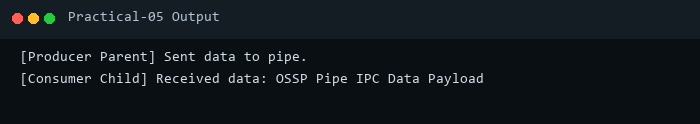 Practical-05 Output
[Producer Parent] Sent data to pipe.
[Consumer Child] Received data: OSSP Pipe IPC Data Payload